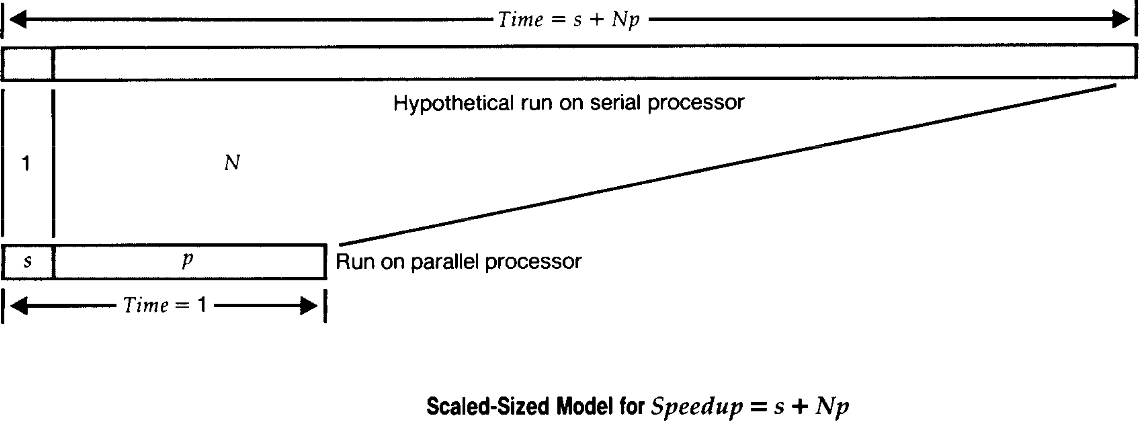 Time = s + Np
Hypothetical run on serial processor
1 N
s p Run on parallel processor
Time = 1
Scaled-Sized Model for Speedup = s + Np